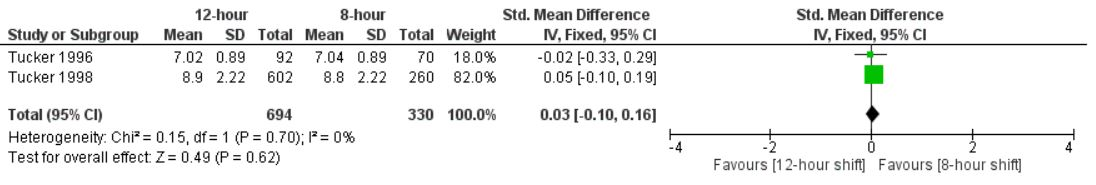 12-hour 8-hour Std. Mean Difference Std. Mean Difference
Study or Subgroup Mean SD Total Mean SD Total Weight IV, Fixed, 95% CI IV, Fixed, 95% CI
Tucker 1996 7.02 0.89 92 7.04 0.89 70 18.0% -0.02 [-0.33, 0.29]
Tucker 1998 8.9 2.22 602 8.8 2.22 260 82.0% 0.05 [-0.10, 0.19]
Total (95% CI) 694 330 100.0% 0.03 [-0.10, 0.16]
Heterogeneity: Chi² = 0.15, df = 1 (P = 0.70); I² = 0%
Test for overall effect: Z = 0.49 (P = 0.62)
-4 -2 0 2 4
Favours [12-hour shift] Favours [8-hour shift]